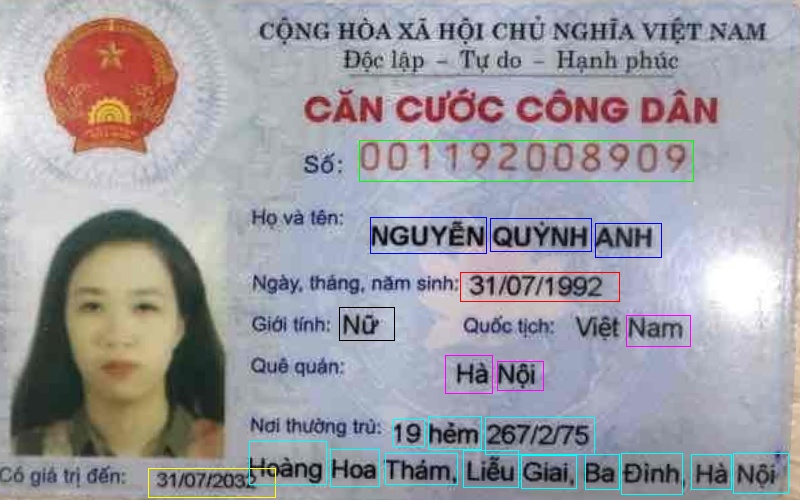 CỘNG HÒA XÃ HỘI CHỦ NGHĨA VIỆT NAM
Độc lập – Tự do – Hạnh phúc
CĂN CƯỚC CÔNG DÂN
Số: 001192008909
Họ và tên:
NGUYỄN QUỲNH ANH
Ngày, tháng, năm sinh: 31/07/1992
Giới tính: Nữ Quốc tịch: Việt Nam
Quê quán: Hà Nội
Nơi thường trú: 19 hẻm 267/2/75
Hoàng Hoa Thám, Liễu Giai, Ba Đình, Hà Nội
Có giá trị đến: 31/07/2032